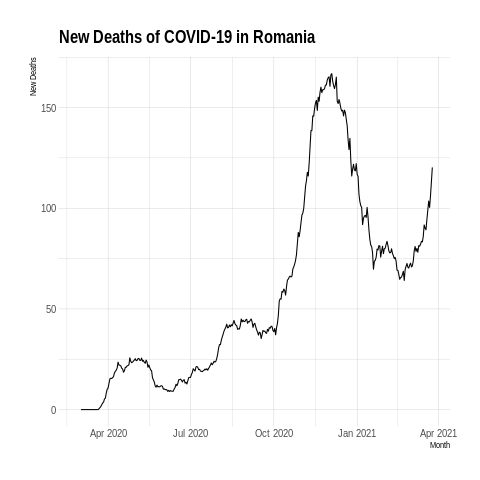 New Deaths of COVID-19 in Romania
New Deaths
150
100
50
0
Apr 2020 Jul 2020 Oct 2020 Jan 2021 Apr 2021
Month